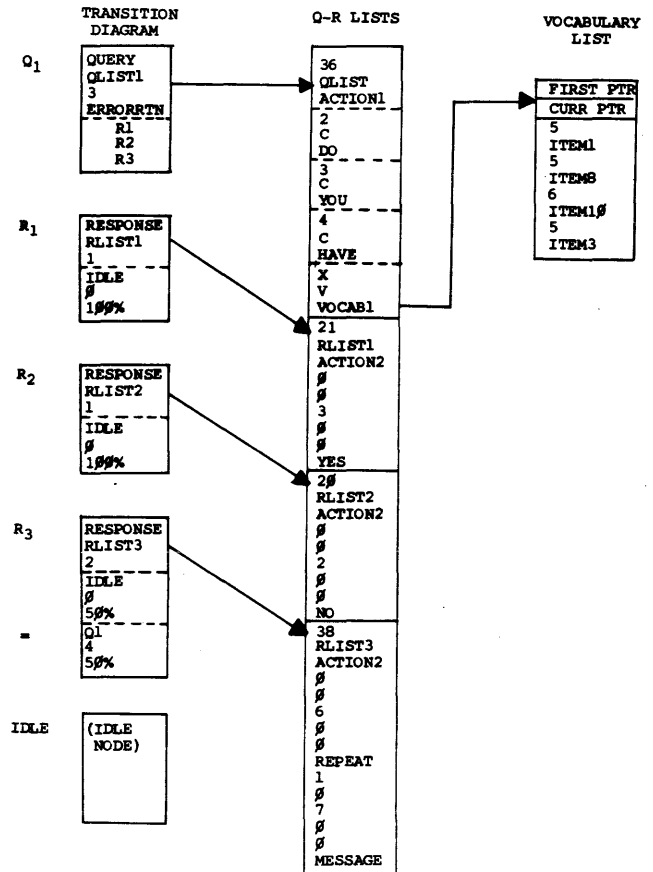 TRANSITION
DIAGRAM
Q-R LISTS
VOCABULARY
LIST
Q1
QUERY
QLIST1
3
ERRORRTN
R1
R2
R3
R1
RESPONSE
RLIST1
1
IDLE
Ø
1ØØ%
R2
RESPONSE
RLIST2
1
IDLE
Ø
1ØØ%
R3
RESPONSE
RLIST3
2
IDLE
Ø
5Ø%
=
Q1
4
5Ø%
IDLE
(IDLE
NODE)
36
QLIST
ACTION1
2
C
DO
3
C
YOU
4
C
HAVE
X
V
VOCAB1
21
RLIST1
ACTION2
Ø
Ø
3
Ø
Ø
YES
2Ø
RLIST2
ACTION2
Ø
Ø
2
Ø
Ø
NO
38
RLIST3
ACTION2
Ø
Ø
6
Ø
Ø
REPEAT
1
Ø
7
Ø
Ø
MESSAGE
FIRST PTR
CURR PTR
5
ITEM1
5
ITEM8
6
ITEM1Ø
5
ITEM3